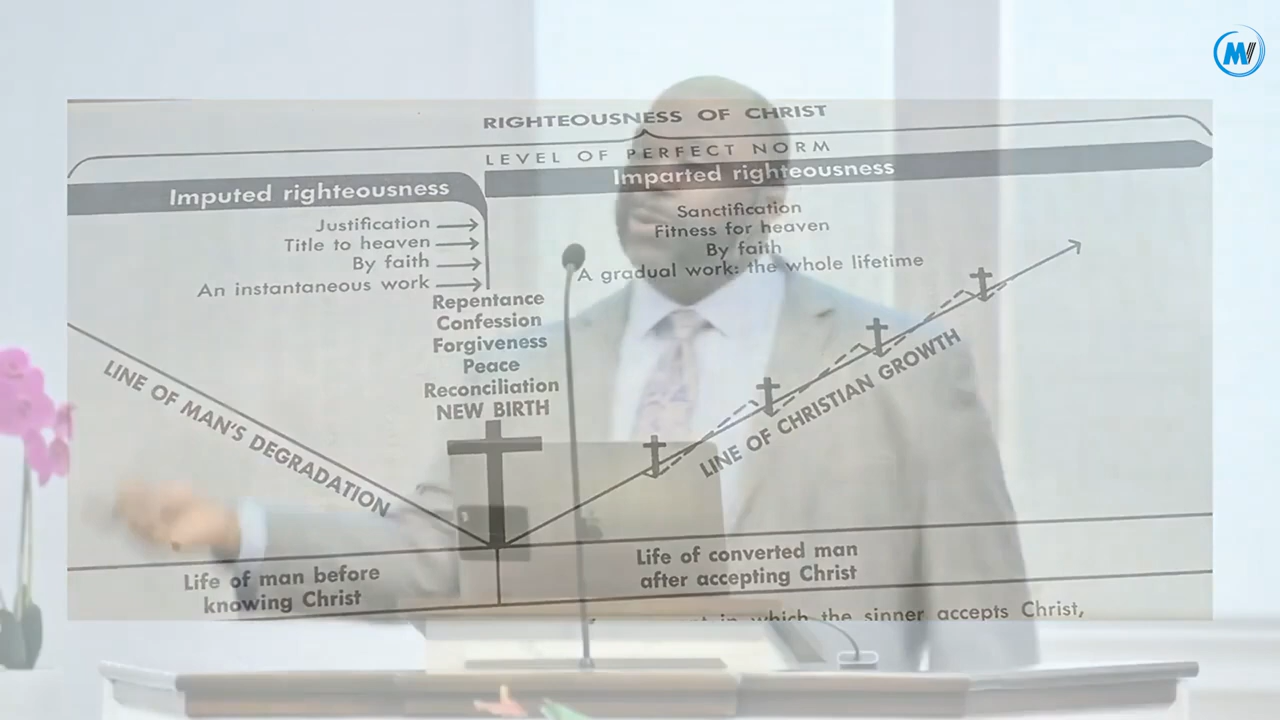 RIGHTEOUSNESS OF CHRIST
LEVEL OF PERFECT NORM
Imputed righteousness
Imparted righteousness
Justification
Title to heaven
By faith
An instantaneous work
Sanctification
Fitness for heaven
By faith
A gradual work: the whole lifetime
Repentance
Confession
Forgiveness
Peace
Reconciliation
NEW BIRTH
LINE OF MAN'S DEGRADATION
LINE OF CHRISTIAN GROWTH
Life of man before
knowing Christ
Life of converted man
after accepting Christ
in which the sinner accepts Christ,
MV